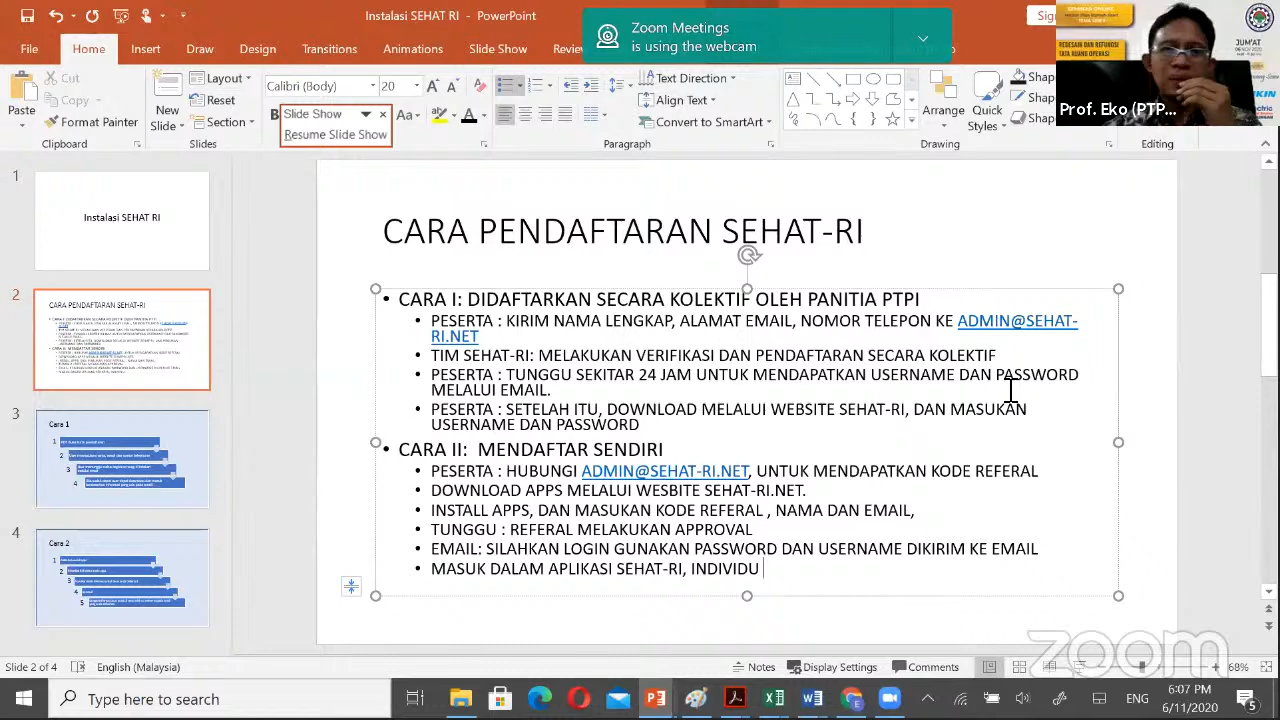 Instalasi SEHAT RI - PowerPoint
Zoom Meetings
is using the webcam
File Home Insert Draw Design Transitions Animations Slide Show
Cut
Copy
Format Painter
Paste
Clipboard
New
Slide
Layout
Section
Slides
Calibri (Body) 20
Slide Show
Resume Slide Show
Text Direction
Align Text
Convert to SmartArt
Paragraph
Arrange
Quick
Styles
Drawing
Editing
JUM'AT
Prof. Eko (PTP...
1
Instalasi SEHAT RI
2
CARA PENDAFTARAN SEHAT-RI
3
Cara 1
4
Cara 2
CARA PENDAFTARAN SEHAT-RI
• CARA I: DIDAFTARKAN SECARA KOLEKTIF OLEH PANITIA PTPI
• PESERTA : KIRIM NAMA LENGKAP, ALAMAT EMAIL, NOMOR TELEPON KE ADMIN@SEHAT-
RI.NET
• TIM SEHAT-RI: MELAKUKAN VERIFIKASI DAN PENDAFTARAN SECARA KOLEKTIF
• PESERTA : TUNGGU SEKITAR 24 JAM UNTUK MENDAPATKAN USERNAME DAN PASSWORD
MELALUI EMAIL.
• PESERTA : SETELAH ITU, DOWNLOAD MELALUI WEBSITE SEHAT-RI, DAN MASUKAN
USERNAME DAN PASSWORD
• CARA II: MENDAFTAR SENDIRI
• PESERTA : HUBUNGI ADMIN@SEHAT-RI.NET, UNTUK MENDAPATKAN KODE REFERAL
• DOWNLOAD APPS MELALUI WESBITE SEHAT-RI.NET.
• INSTALL APPS, DAN MASUKAN KODE REFERAL , NAMA DAN EMAIL,
• TUNGGU : REFERAL MELAKUKAN APPROVAL
• EMAIL: SILAHKAN LOGIN GUNAKAN PASSWORD DAN USERNAME DIKIRIM KE EMAIL
• MASUK DALAM APLIKASI SEHAT-RI, INDIVIDU
zoom
Slide 2 of 4 English (Malaysia) Notes Display Settings Comments 68%
Type here to search
ENG
6:07 PM
6/11/2020
5